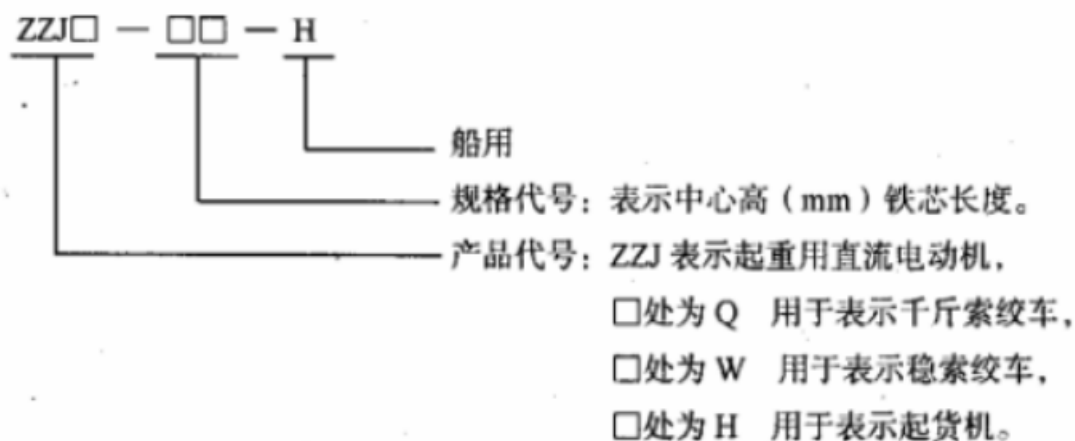 ZZJ□ — □□ — H
船用
规格代号：表示中心高（mm）铁芯长度。
产品代号：ZZJ 表示起重用直流电动机，
□处为 Q 用于表示千斤索绞车，
□处为 W 用于表示稳索绞车，
□处为 H 用于表示起货机。